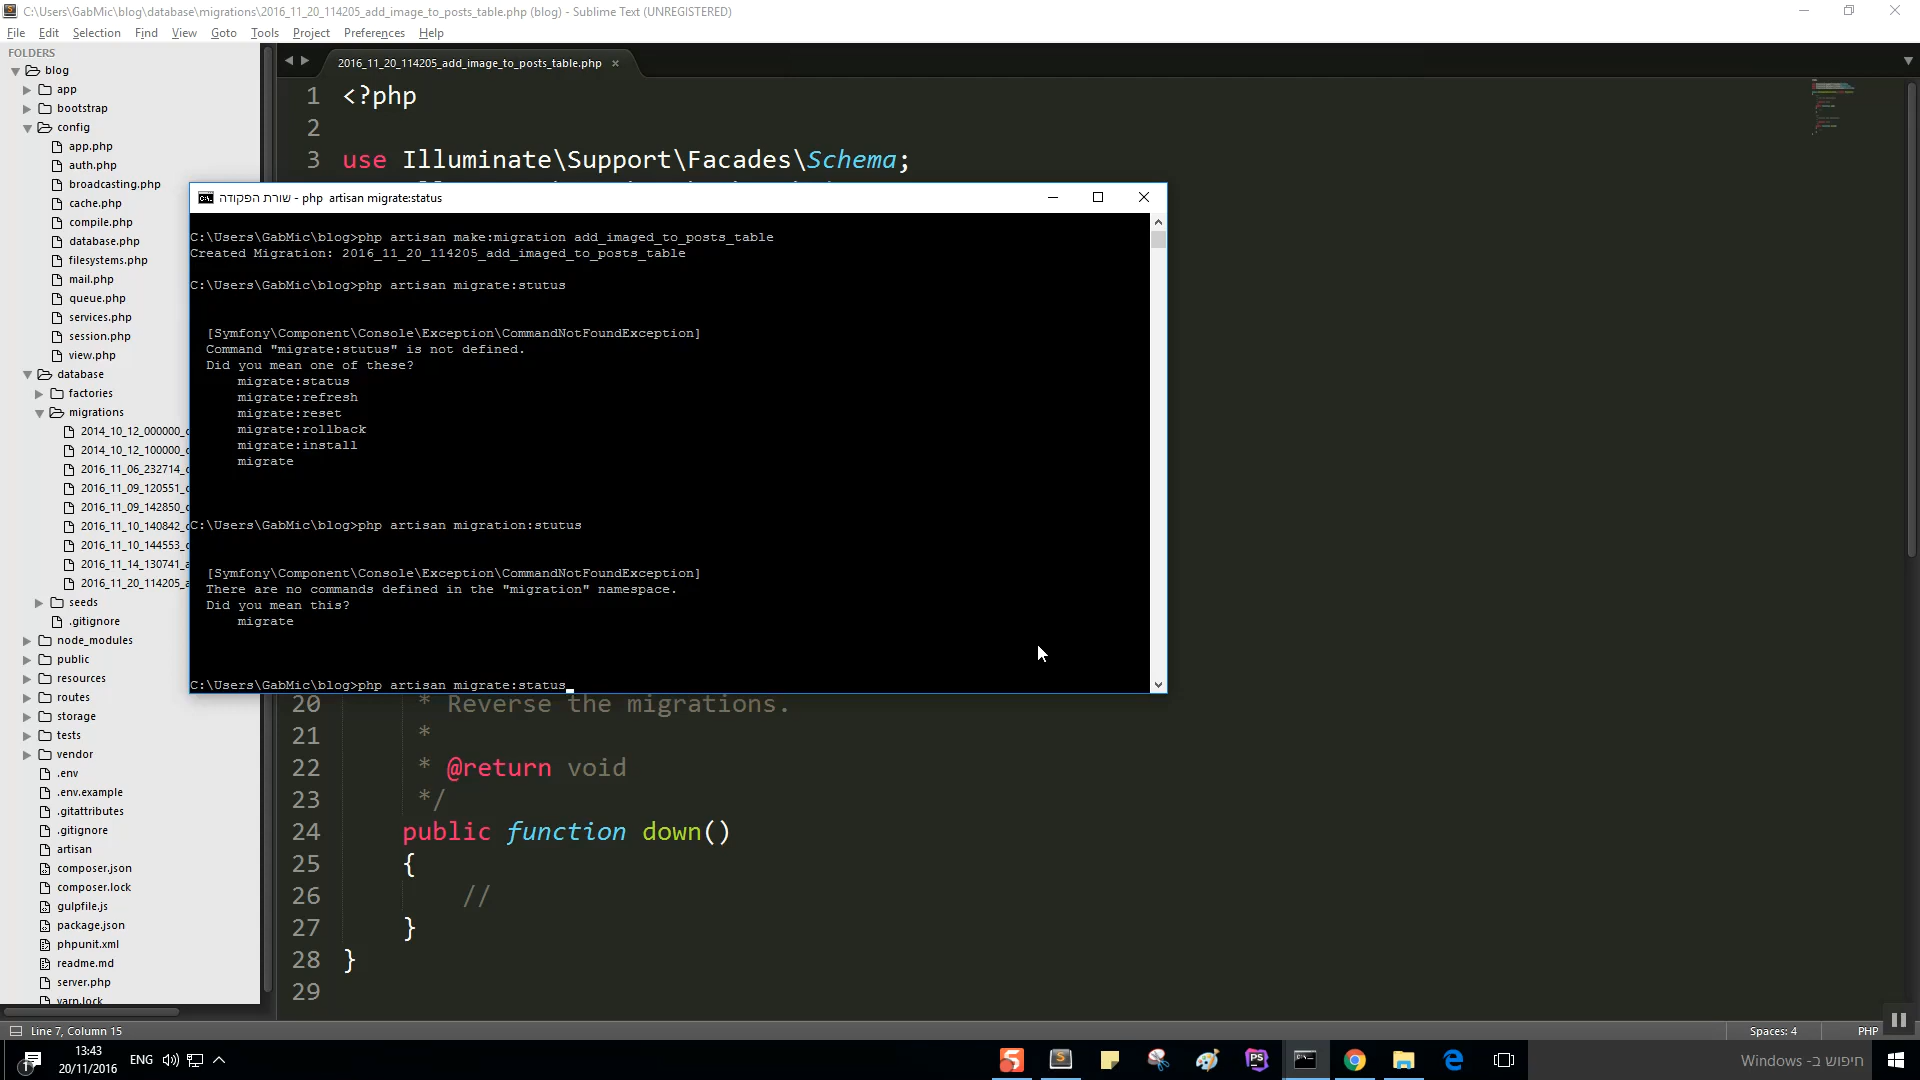 C:\Users\GabMic\blog\database\migrations\2016_11_20_114205_add_image_to_posts_table.php (blog) - Sublime Text (UNREGISTERED)
File Edit Selection Find View Goto Tools Project Preferences Help
FOLDERS
blog
app
bootstrap
config
app.php
auth.php
broadcasting.php
cache.php
compile.php
database.php
filesystems.php
mail.php
queue.php
services.php
session.php
view.php
database
factories
migrations
2014_10_12_000000_c
2014_10_12_100000_c
2016_11_06_232714_c
2016_11_09_120551_c
2016_11_09_142850_c
2016_11_10_140842_c
2016_11_10_144553_c
2016_11_14_130741_a
2016_11_20_114205_a
seeds
.gitignore
node_modules
public
resources
routes
storage
tests
vendor
.env
.env.example
.gitattributes
.gitignore
artisan
composer.json
composer.lock
gulpfile.js
package.json
phpunit.xml
readme.md
server.php
yarn.lock
2016_11_20_114205_add_image_to_posts_table.php ×
1 <?php
2
3 use Illuminate\Support\Facades\Schema;
שורת הפקודה - php artisan migrate:status
C:\Users\GabMic\blog>php artisan make:migration add_imaged_to_posts_table
Created Migration: 2016_11_20_114205_add_imaged_to_posts_table
C:\Users\GabMic\blog>php artisan migrate:stutus
[Symfony\Component\Console\Exception\CommandNotFoundException]
Command "migrate:stutus" is not defined.
Did you mean one of these?
migrate:status
migrate:refresh
migrate:reset
migrate:rollback
migrate:install
migrate
C:\Users\GabMic\blog>php artisan migration:stutus
[Symfony\Component\Console\Exception\CommandNotFoundException]
There are no commands defined in the "migration" namespace.
Did you mean this?
migrate
C:\Users\GabMic\blog>php artisan migrate:status
20 * Reverse the migrations.
21 *
22 * @return void
23 */
24 public function down()
25 {
26 //
27 }
28 }
29
Line 7, Column 15
Spaces: 4 PHP
13:43
20/11/2016
ENG
חיפוש ב- Windows